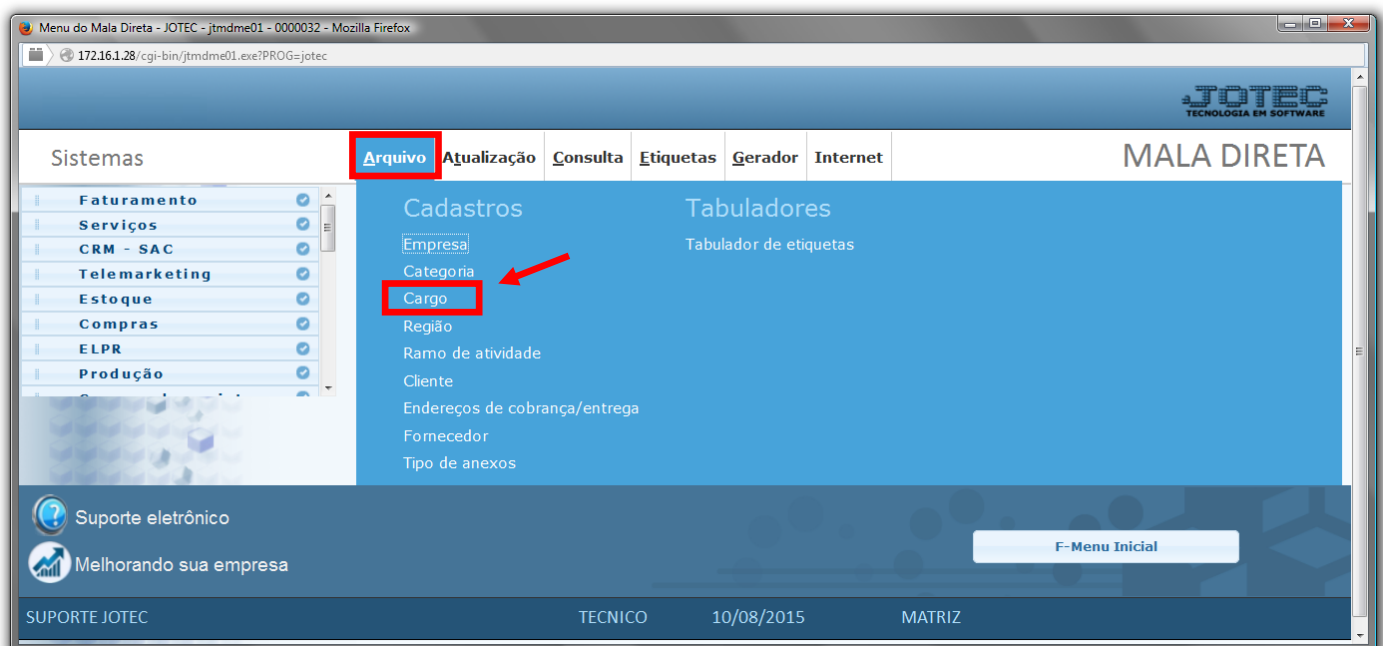 Menu do Mala Direta - JOTEC - jtmdme01 - 0000032 - Mozilla Firefox
172.16.1.28/cgi-bin/jtmdme01.exe?PROG=jotec
JOTEC
TECNOLOGIA EM SOFTWARE
Sistemas
Arquivo Atualização Consulta Etiquetas Gerador Internet
MALA DIRETA
Faturamento
Serviços
CRM - SAC
Telemarketing
Estoque
Compras
ELPR
Produção
Cadastros
Empresa
Categoria
Cargo
Região
Ramo de atividade
Cliente
Endereços de cobrança/entrega
Fornecedor
Tipo de anexos
Tabuladores
Tabulador de etiquetas
Suporte eletrônico
Melhorando sua empresa
F-Menu Inicial
SUPORTE JOTEC TECNICO 10/08/2015 MATRIZ